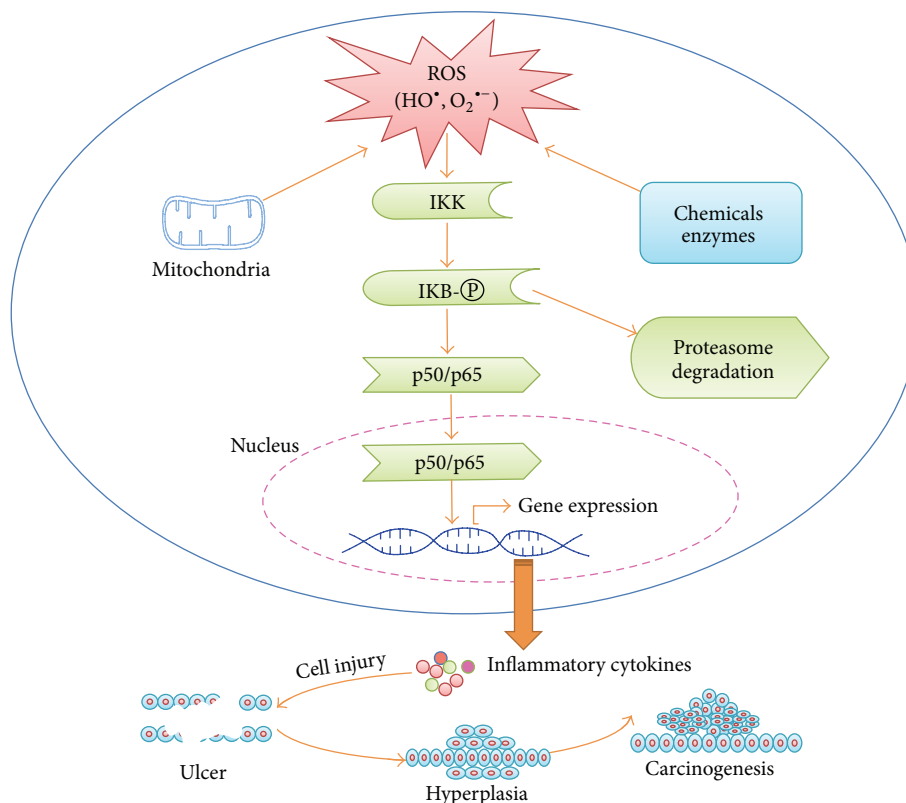 ROS
(HO•, O₂•−)
IKK
Chemicals
enzymes
Mitochondria
IKB-Ⓟ
Proteasome
degradation
p50/p65
Nucleus
p50/p65
Gene expression
Cell injury
Inflammatory cytokines
Ulcer
Hyperplasia
Carcinogenesis